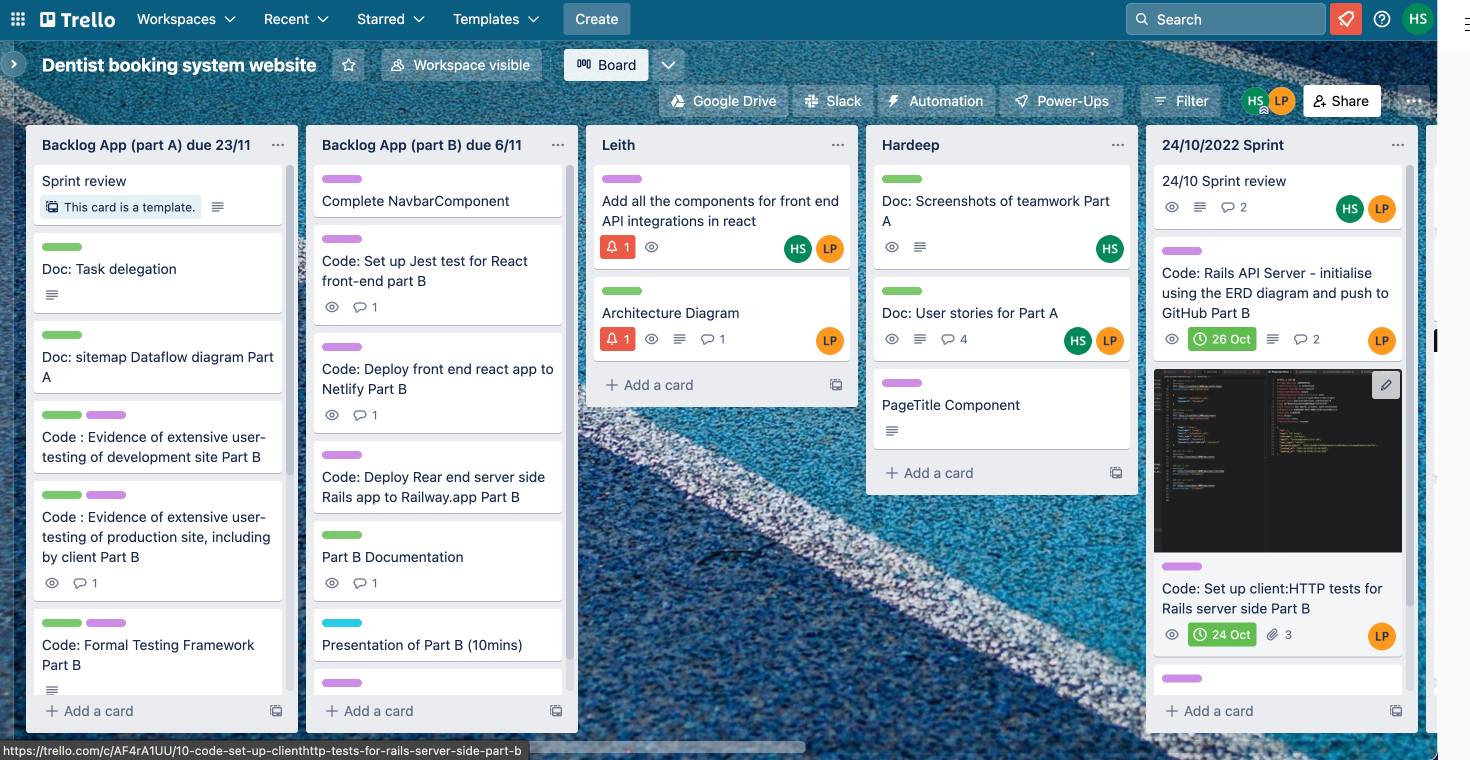 Trello
Workspaces
Recent
Starred
Templates
Create
Search
HS
Dentist booking system website
Workspace visible
Board
Google Drive
Slack
Automation
Power-Ups
Filter
HS
LP
Share
Backlog App (part A) due 23/11
Sprint review
This card is a template.
Doc: Task delegation
Doc: sitemap Dataflow diagram Part
A
Code : Evidence of extensive user-
testing of development site Part B
Code : Evidence of extensive user-
testing of production site, including
by client Part B
1
Code: Formal Testing Framework
Part B
Add a card
Backlog App (part B) due 6/11
Complete NavbarComponent
Code: Set up Jest test for React
front-end part B
1
Code: Deploy front end react app to
Netlify Part B
1
Code: Deploy Rear end server side
Rails app to Railway.app Part B
Part B Documentation
1
Presentation of Part B (10mins)
Add a card
Leith
Add all the components for front end
API integrations in react
1
HS
LP
Architecture Diagram
1
1
LP
Add a card
Hardeep
Doc: Screenshots of teamwork Part
A
HS
Doc: User stories for Part A
4
HS
LP
PageTitle Component
Add a card
24/10/2022 Sprint
24/10 Sprint review
2
HS
LP
Code: Rails API Server - initialise
using the ERD diagram and push to
GitHub Part B
26 Oct
2
LP
Code: Set up client:HTTP tests for
Rails server side Part B
24 Oct
3
LP
Add a card
https://trello.com/c/AF4rA1UU/10-code-set-up-clienthttp-tests-for-rails-server-side-part-b